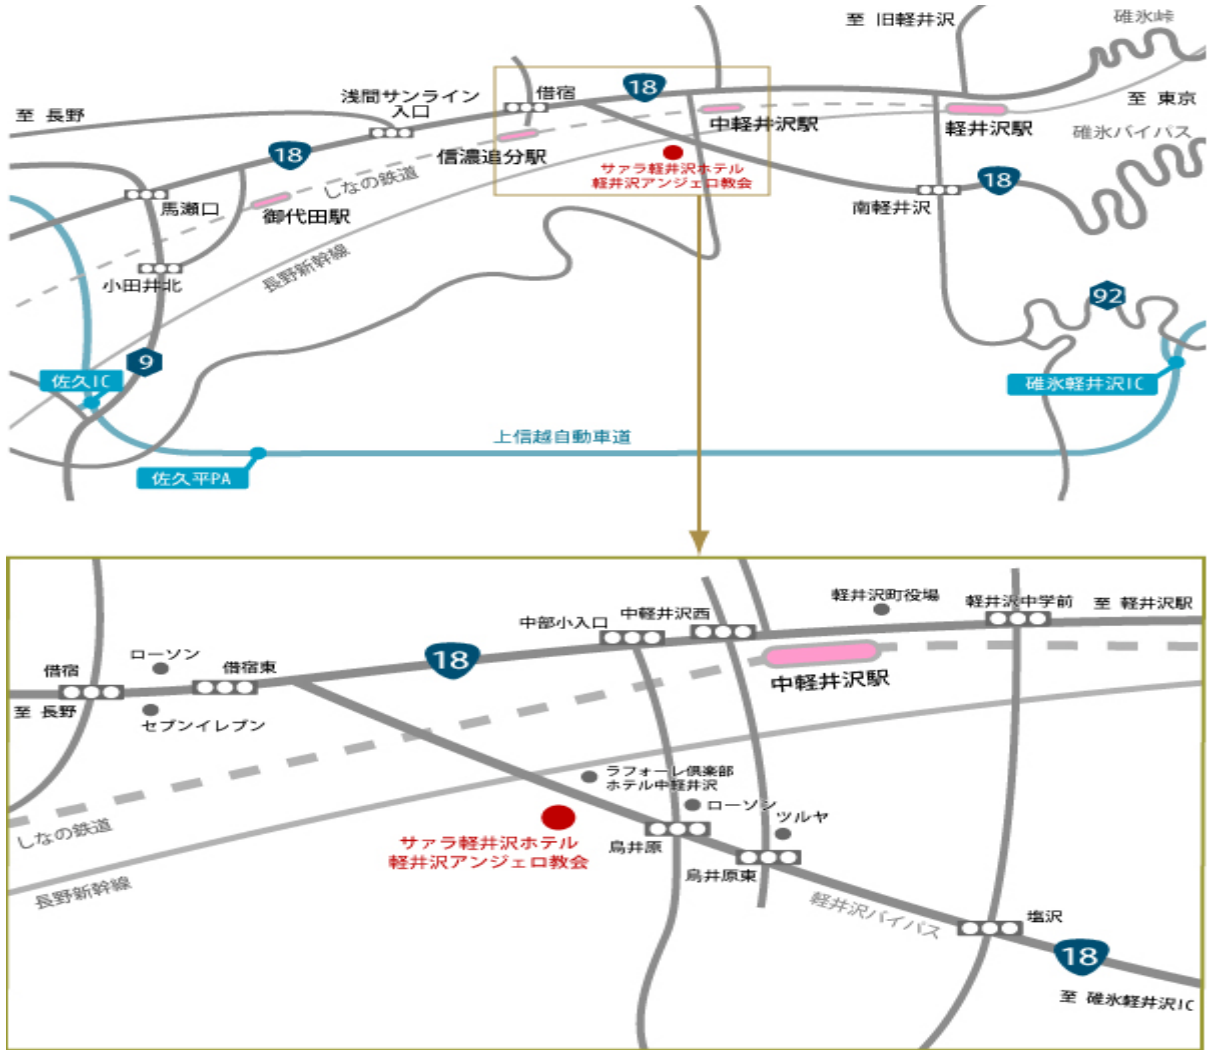 碓氷峠
至 旧軽井沢
18
浅間サンライン
入口
借宿
至 東京
至 長野
中軽井沢駅
軽井沢駅
碓氷バイパス
18
信濃追分駅
サァラ軽井沢ホテル
軽井沢アンジェロ教会
しなの鉄道
18
馬瀬口
御代田駅
南軽井沢
長野新幹線
小田井北
92
9
佐久IC
碓氷軽井沢IC
上信越自動車道
佐久平PA
軽井沢町役場
軽井沢中学前
至 軽井沢駅
中部小入口
中軽井沢西
ローソン
借宿東
18
借宿
中軽井沢駅
至 長野
セブンイレブン
ラフォーレ倶楽部
ホテル中軽井沢
ローソン
ツルヤ
しなの鉄道
サァラ軽井沢ホテル
軽井沢アンジェロ教会
鳥井原
鳥井原東
長野新幹線
軽井沢バイパス
塩沢
18
至 碓氷軽井沢IC